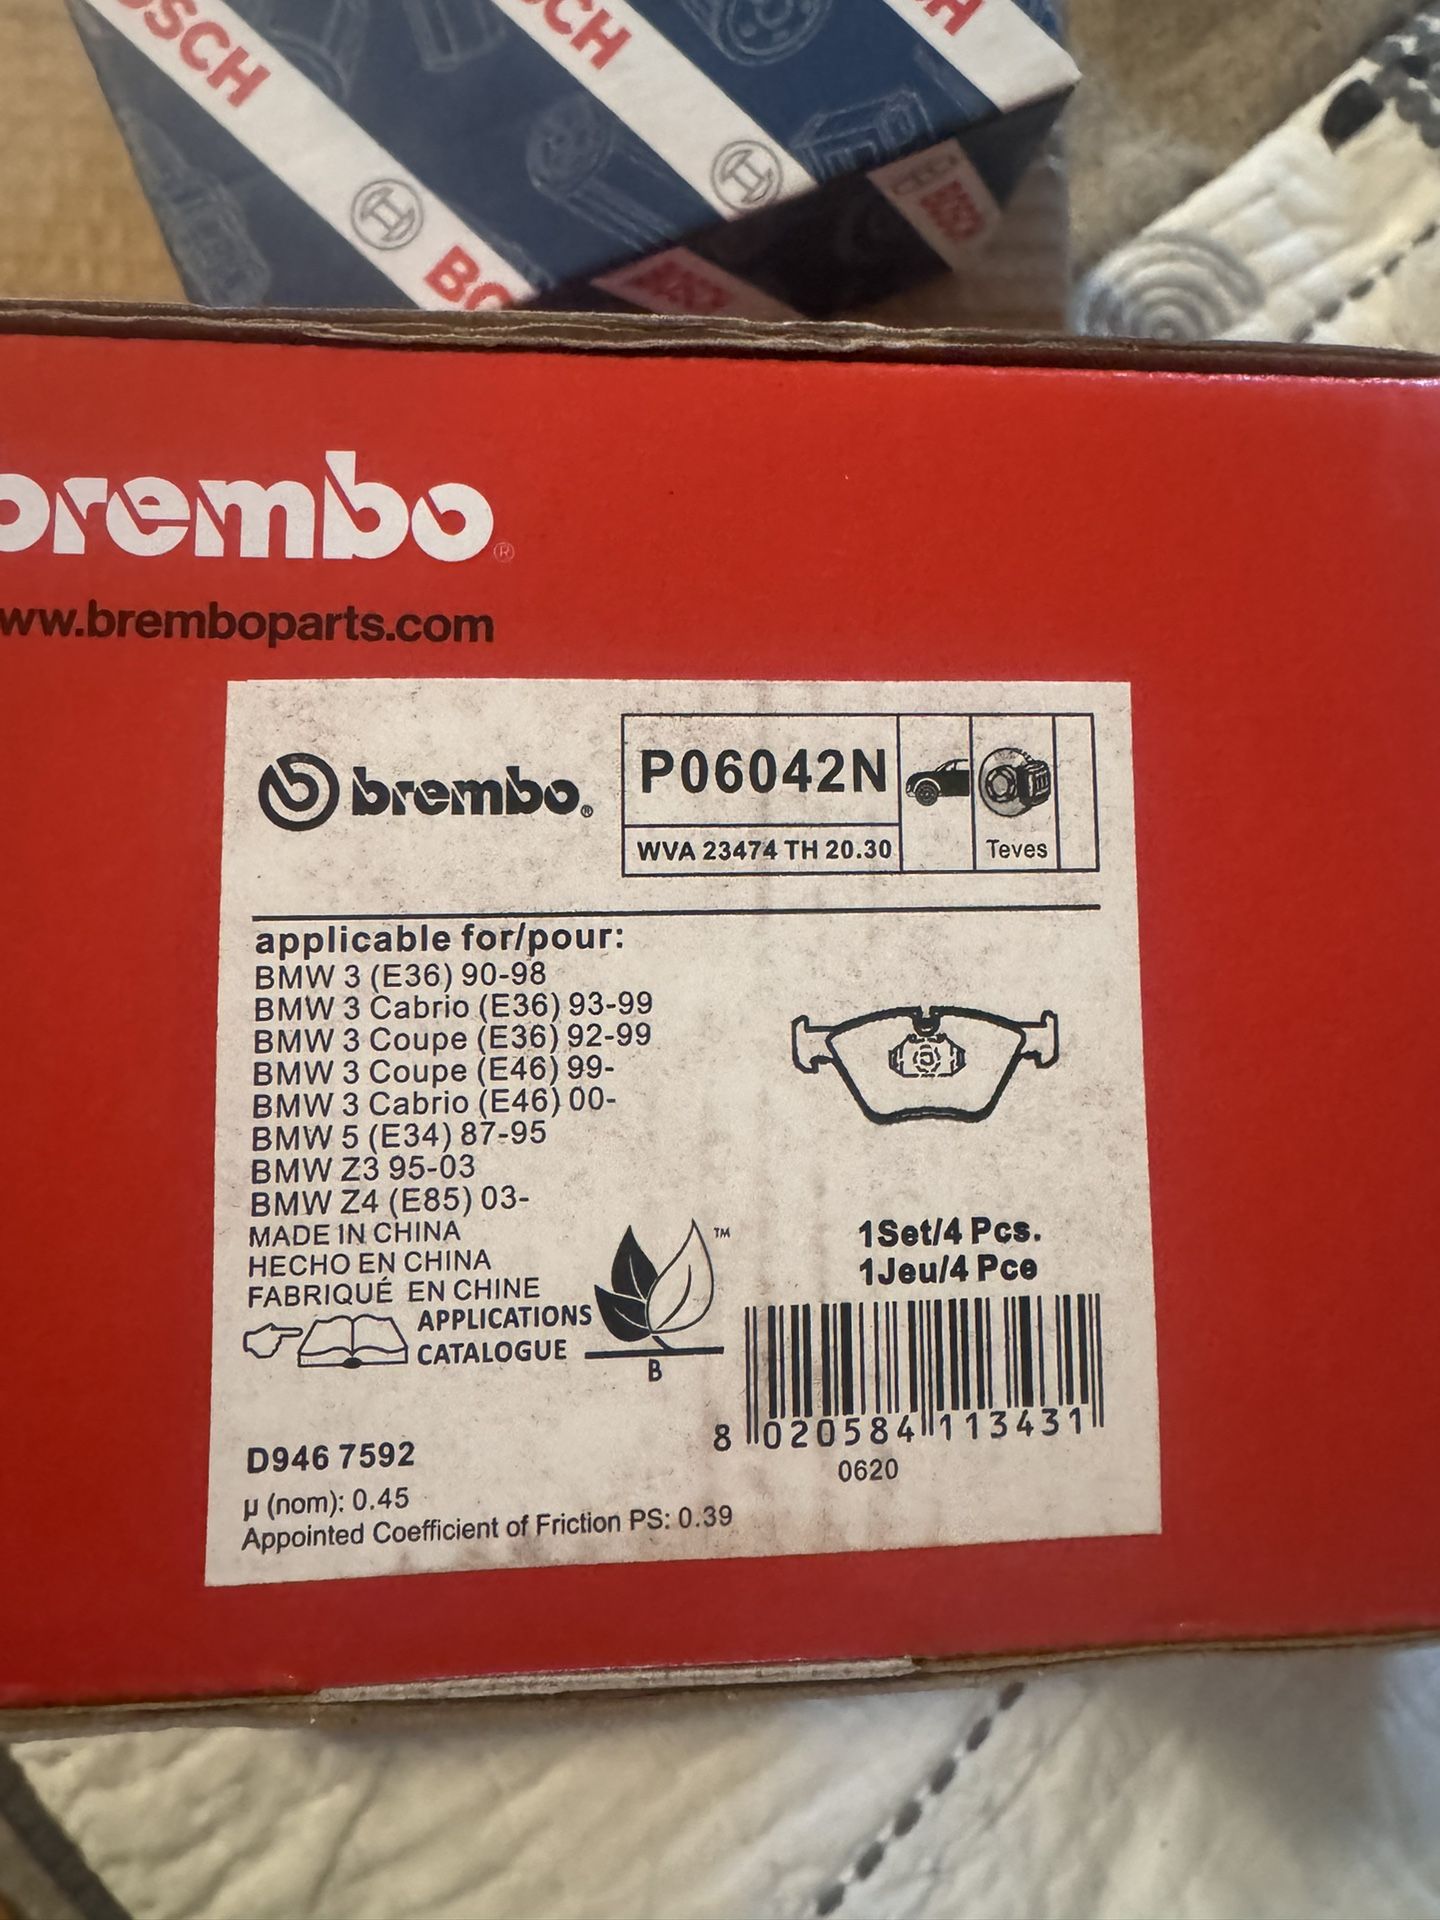 BOSCH
BOSCH
brembo®
www.bremboparts.com
brembo®
P06042N
WVA 23474 TH 20.30
Teves
applicable for/pour:
BMW 3 (E36) 90-98
BMW 3 Cabrio (E36) 93-99
BMW 3 Coupe (E36) 92-99
BMW 3 Coupe (E46) 99-
BMW 3 Cabrio (E46) 00-
BMW 5 (E34) 87-95
BMW Z3 95-03
BMW Z4 (E85) 03-
MADE IN CHINA
HECHO EN CHINA
FABRIQUÉ EN CHINE
APPLICATIONS
CATALOGUE
TM
B
1Set/4 Pcs.
1Jeu/4 Pce
8 020584 113431
0620
D946 7592
µ (nom): 0.45
Appointed Coefficient of Friction PS: 0.39